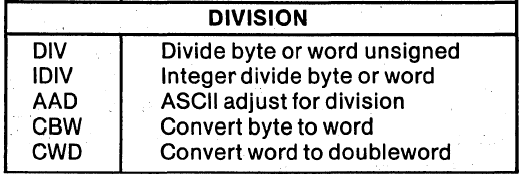 DIVISION
DIV Divide byte or word unsigned
IDIV Integer divide byte or word
AAD ASCII adjust for division
CBW Convert byte to word
CWD Convert word to doubleword